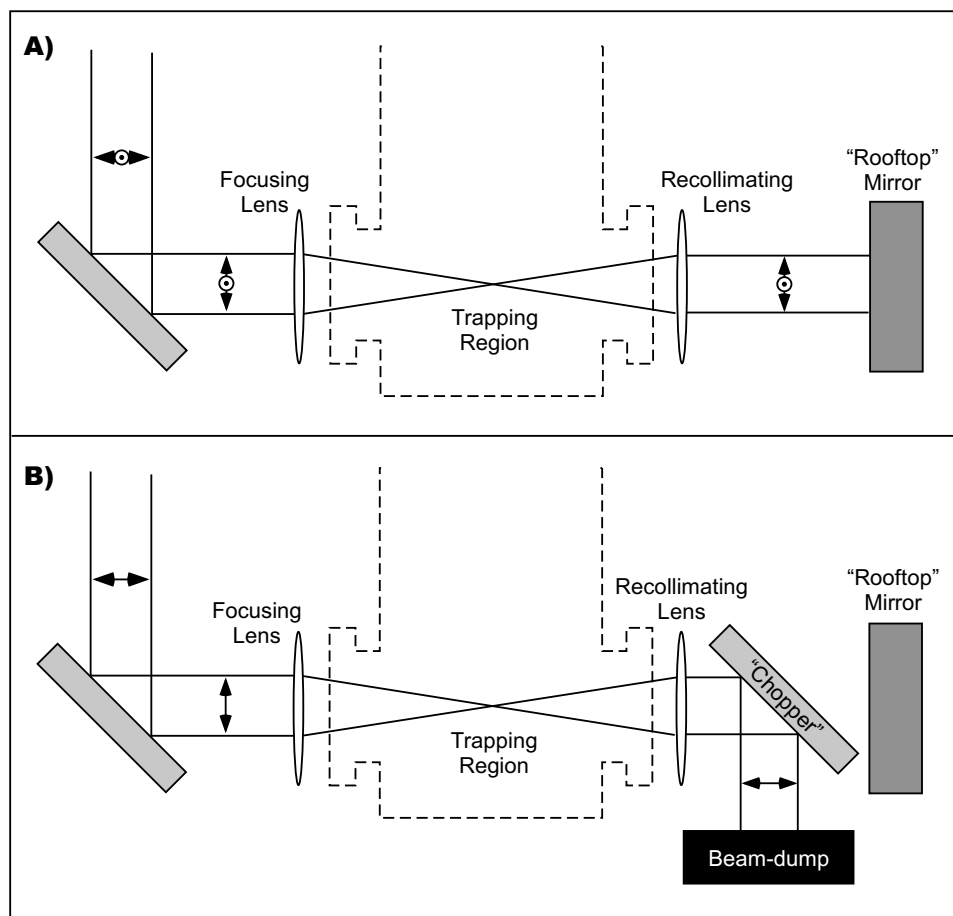 A)
Focusing
Lens
Recollimating
Lens
“Rooftop”
Mirror
Trapping
Region
B)
Focusing
Lens
Recollimating
Lens
“Rooftop”
Mirror
“Chopper”
Trapping
Region
Beam-dump